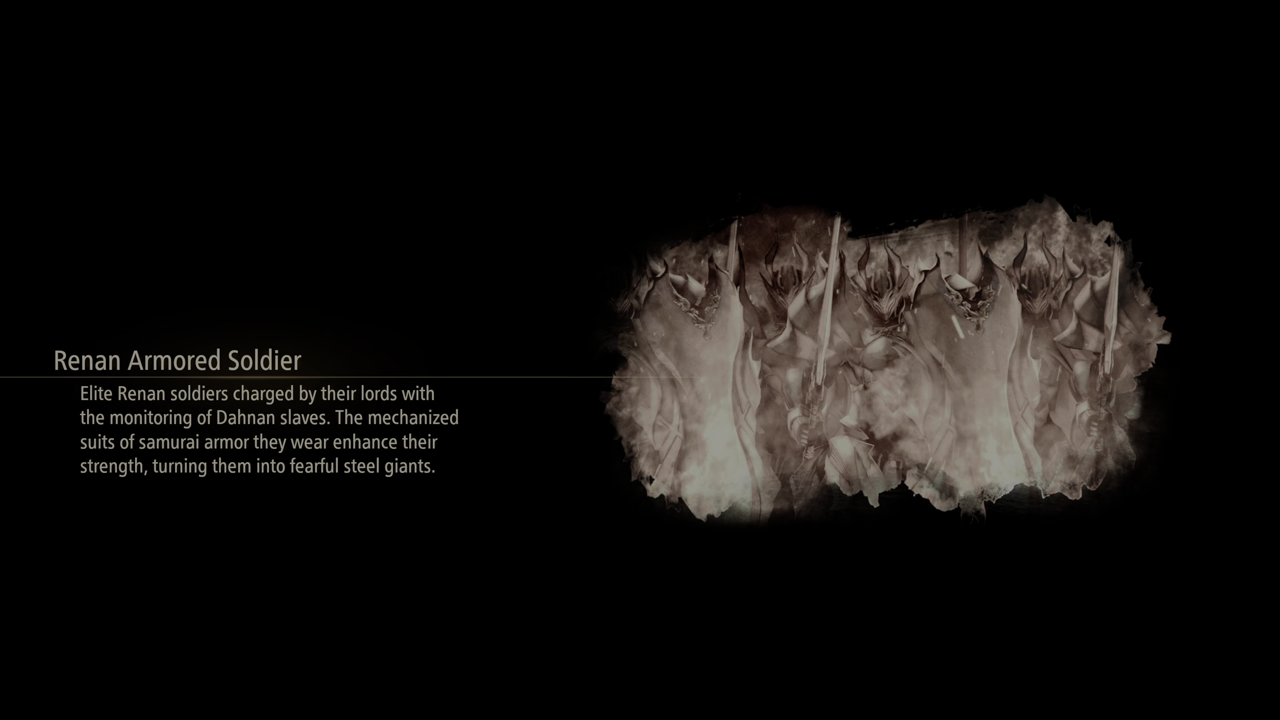 Renan Armored Soldier
Elite Renan soldiers charged by their lords with
the monitoring of Dahnan slaves. The mechanized
suits of samurai armor they wear enhance their
strength, turning them into fearful steel giants.